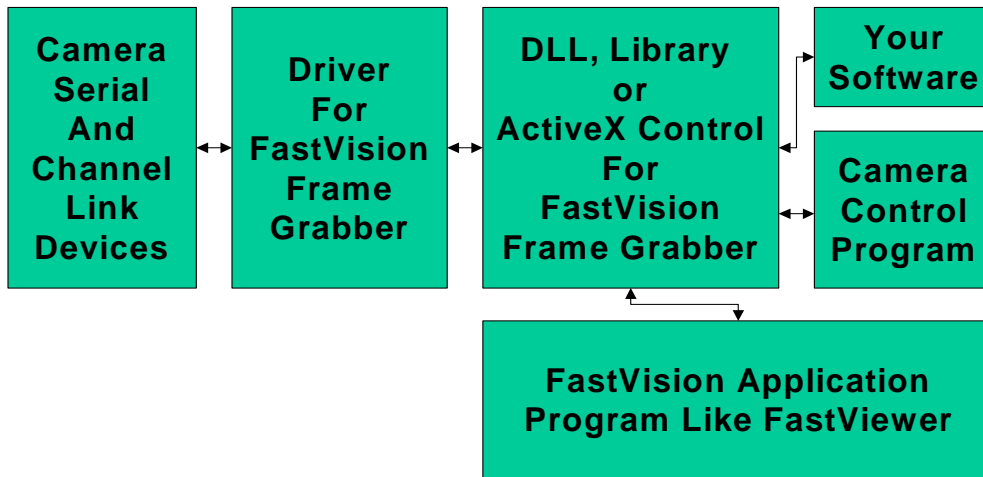 Camera
Serial
And
Channel
Link
Devices
Driver
For
FastVision
Frame
Grabber
DLL, Library
or
ActiveX Control
For
FastVision
Frame Grabber
Your
Software
Camera
Control
Program
FastVision Application
Program Like FastViewer